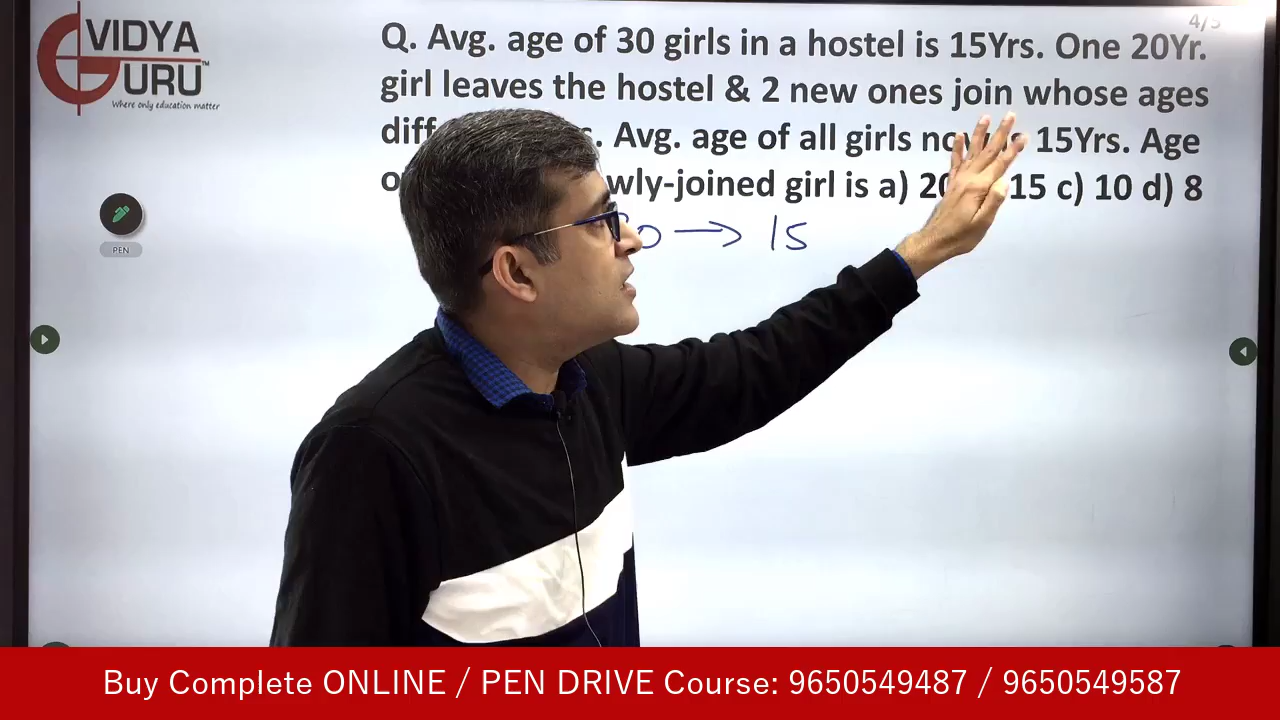 4/5
VIDYA
GURU™
Where only education matter
Q. Avg. age of 30 girls in a hostel is 15Yrs. One 20Yr.
girl leaves the hostel & 2 new ones join whose ages
diff . Avg. age of all girls now is 15Yrs. Age
wly-joined girl is a) 20 15 c) 10 d) 8
→ 15
PEN
Buy Complete ONLINE / PEN DRIVE Course: 9650549487 / 9650549587